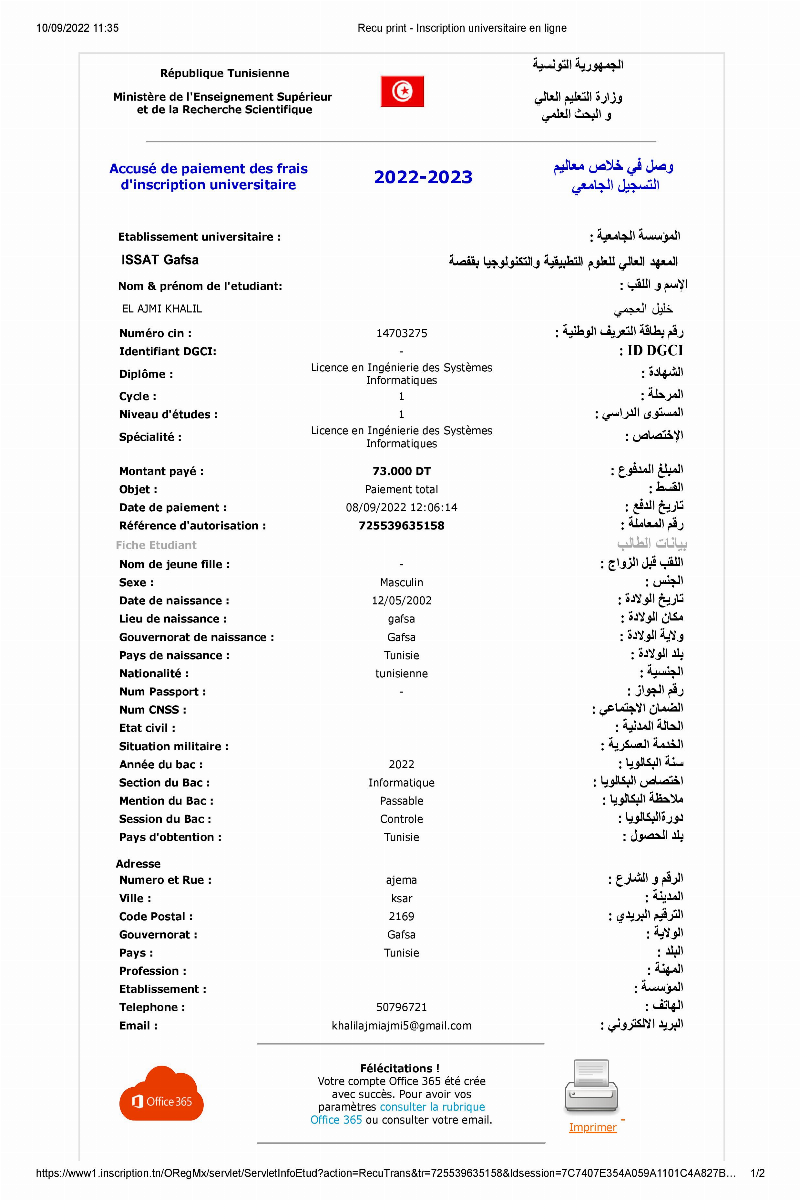 10/09/2022 11:35 Recu print - Inscription universitaire en ligne
République Tunisienne الجمهورية التونسية
Ministère de l'Enseignement Supérieur وزارة التعليم العالي
et de la Recherche Scientifique و البحث العلمي
Accusé de paiement des frais 2022-2023 وصل في خلاص معاليم
d'inscription universitaire التسجيل الجامعي
Etablissement universitaire : المؤسسة الجامعية :
ISSAT Gafsa المعهد العالي للعلوم التطبيقية والتكنولوجيا بقفصة
Nom & prénom de l'etudiant: الإسم و اللقب :
EL AJMI KHALIL خليل العجمي
Numéro cin : 14703275 رقم بطاقة التعريف الوطنية :
Identifiant DGCI: - ID DGCI :
Diplôme : Licence en Ingénierie des Systèmes Informatiques الشهادة :
Cycle : 1 المرحلة :
Niveau d'études : 1 المستوى الدراسي :
Spécialité : Licence en Ingénierie des Systèmes Informatiques الإختصاص :
Montant payé : 73.000 DT المبلغ المدفوع :
Objet : Paiement total القسط :
Date de paiement : 08/09/2022 12:06:14 تاريخ الدفع :
Référence d'autorisation : 725539635158 رقم المعاملة :
Fiche Etudiant بيانات الطالب
Nom de jeune fille : - اللقب قبل الزواج :
Sexe : Masculin الجنس :
Date de naissance : 12/05/2002 تاريخ الولادة :
Lieu de naissance : gafsa مكان الولادة :
Gouvernorat de naissance : Gafsa ولاية الولادة :
Pays de naissance : Tunisie بلد الولادة :
Nationalité : tunisienne الجنسية :
Num Passport : - رقم الجواز :
Num CNSS : الضمان الاجتماعي :
Etat civil : الحالة المدنية :
Situation militaire : الخدمة العسكرية :
Année du bac : 2022 سنة البكالويا :
Section du Bac : Informatique اختصاص البكالويا :
Mention du Bac : Passable ملاحظة البكالويا :
Session du Bac : Controle دورةالبكالويا :
Pays d'obtention : Tunisie بلد الحصول :
Adresse
Numero et Rue : ajema الرقم و الشارع :
Ville : ksar المدينة :
Code Postal : 2169 الترقيم البريدي :
Gouvernorat : Gafsa الولاية :
Pays : Tunisie البلد :
Profession : المهنة :
Etablissement : المؤسسة :
Telephone : 50796721 الهاتف :
Email : khalilajmiajmi5@gmail.com البريد الالكتروني :
Félécitations !
Votre compte Office 365 été crée
avec succès. Pour avoir vos
paramètres consulter la rubrique
Office 365 ou consulter votre email.
Office 365
Imprimer
https://www1.inscription.tn/ORegMx/servlet/ServletInfoEtud?action=RecuTrans&tr=725539635158&Idsession=7C7407E354A059A1101C4A827B... 1/2